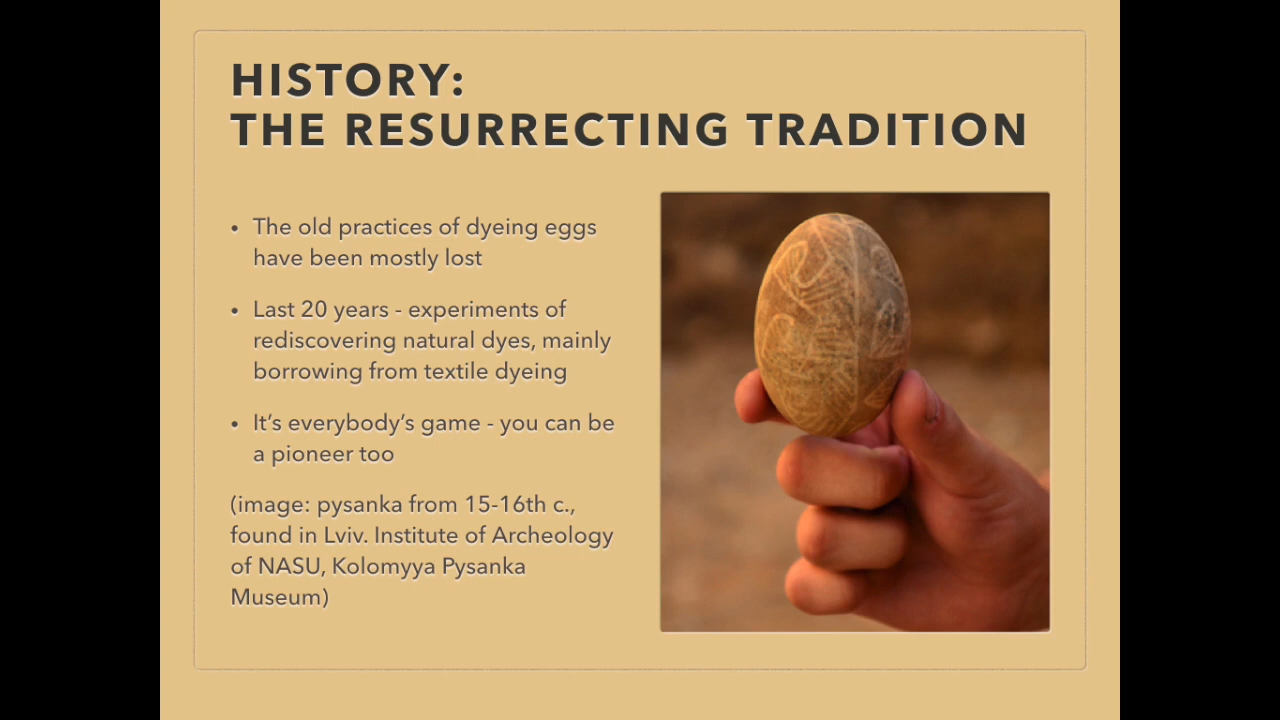 HISTORY:
THE RESURRECTING TRADITION
• The old practices of dyeing eggs
have been mostly lost
• Last 20 years - experiments of
rediscovering natural dyes, mainly
borrowing from textile dyeing
• It’s everybody’s game - you can be
a pioneer too
(image: pysanka from 15-16th c.,
found in Lviv. Institute of Archeology
of NASU, Kolomyya Pysanka
Museum)